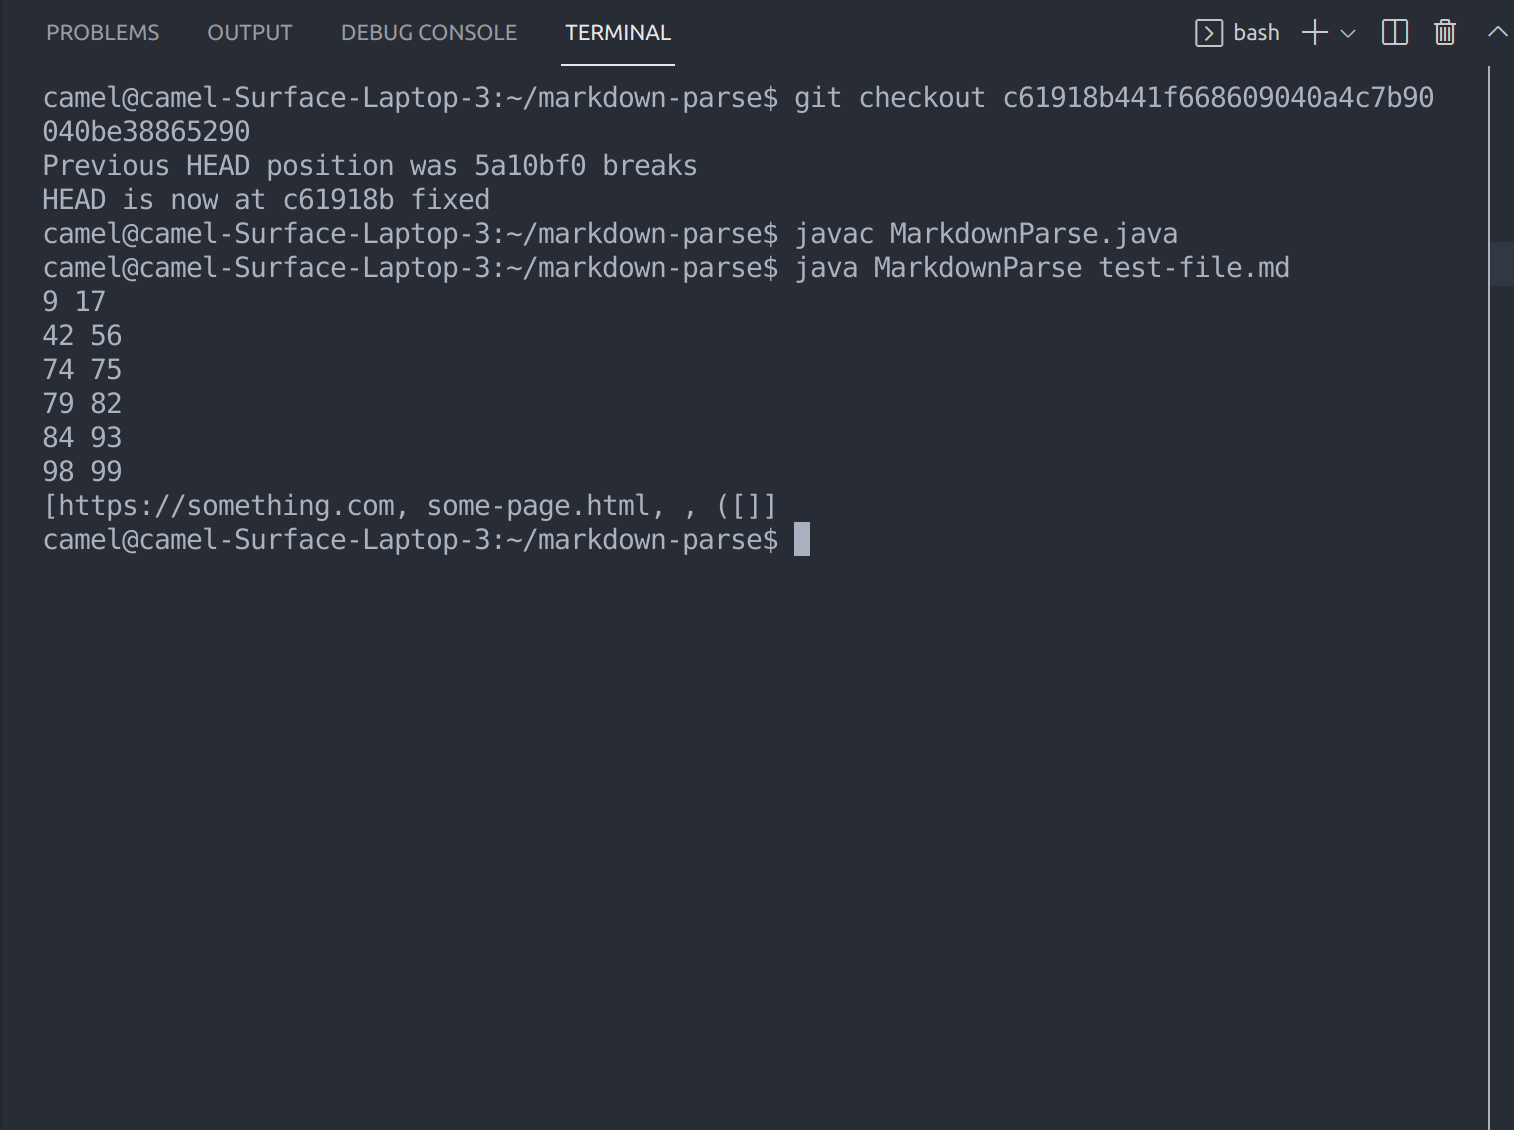 PROBLEMS OUTPUT DEBUG CONSOLE TERMINAL bash
camel@camel-Surface-Laptop-3:~/markdown-parse$ git checkout c61918b441f668609040a4c7b90
040be38865290
Previous HEAD position was 5a10bf0 breaks
HEAD is now at c61918b fixed
camel@camel-Surface-Laptop-3:~/markdown-parse$ javac MarkdownParse.java
camel@camel-Surface-Laptop-3:~/markdown-parse$ java MarkdownParse test-file.md
9 17
42 56
74 75
79 82
84 93
98 99
[https://something.com, some-page.html, , ([]]
camel@camel-Surface-Laptop-3:~/markdown-parse$